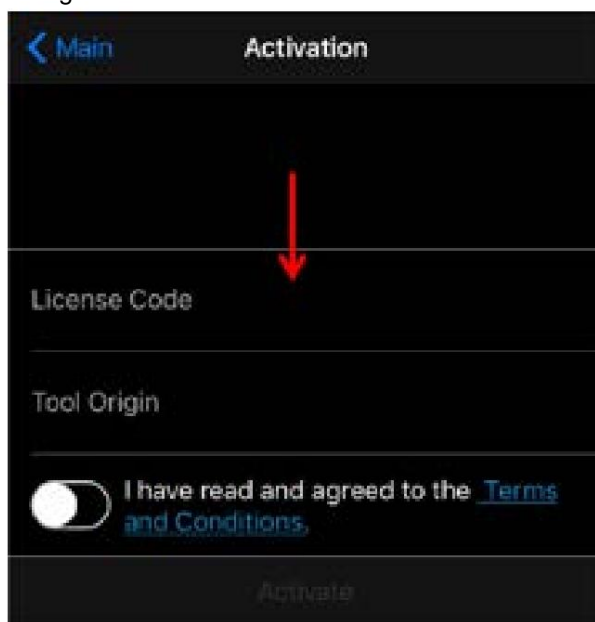 Main
Activation
License Code
Tool Origin
I have read and agreed to the Terms
and Conditions.
Activate